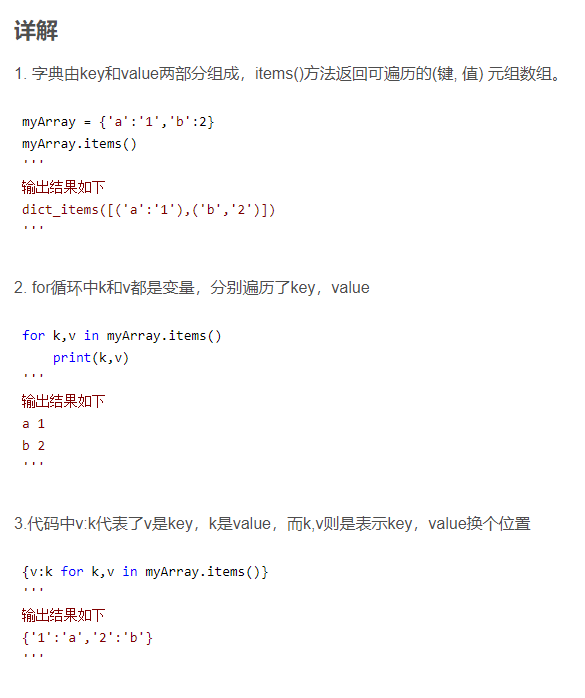 详解
1. 字典由key和value两部分组成，items()方法返回可遍历的(键, 值) 元组数组。
myArray = {'a':'1','b':2}
myArray.items()
'''
输出结果如下
dict_items([('a':'1'),('b','2')])
'''
2. for循环中k和v都是变量，分别遍历了key，value
for k,v in myArray.items()
    print(k,v)
'''
输出结果如下
a 1
b 2
'''
3.代码中v:k代表了v是key，k是value，而k,v则是表示key，value换个位置
{v:k for k,v in myArray.items()}
'''
输出结果如下
{'1':'a','2':'b'}
'''